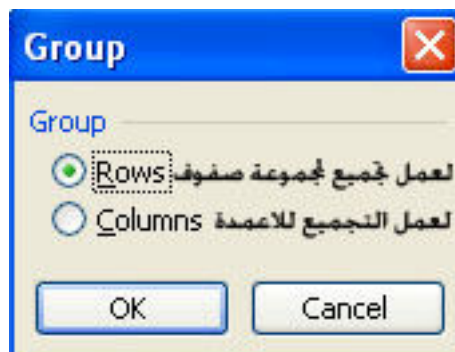 Group
Group
Rows لعمل تجميع لمجموعة صفوف
Columns لعمل التجميع للاعمدة
OK
Cancel